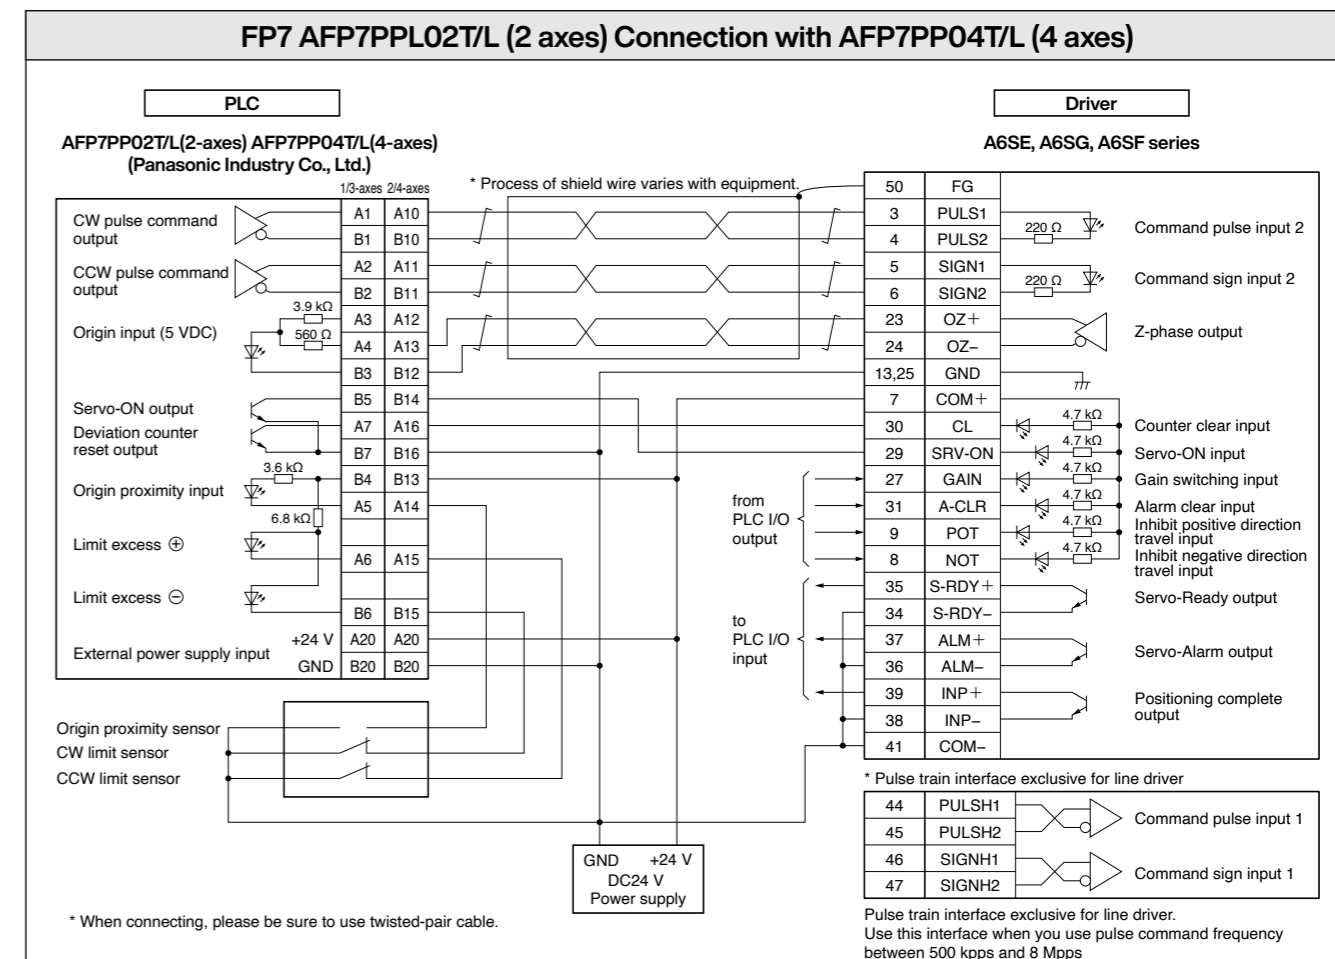 FP7 AFP7PPL02T/L (2 axes) Connection with AFP7PP04T/L (4 axes)
PLC
Driver
AFP7PP02T/L(2-axes) AFP7PP04T/L(4-axes)
(Panasonic Industry Co., Ltd.)
A6SE, A6SG, A6SF series
1/3-axes 2/4-axes
* Process of shield wire varies with equipment.
CW pulse command
output
A1 A10
B1 B10
CCW pulse command
output
A2 A11
B2 B11
Origin input (5 VDC)
3.9 kΩ
560 Ω
A3 A12
A4 A13
B3 B12
Servo-ON output
B5 B14
Deviation counter
reset output
A7 A16
B7 B16
Origin proximity input
3.6 kΩ
6.8 kΩ
B4 B13
A5 A14
Limit excess ⊕
A6 A15
Limit excess ⊖
B6 B15
External power supply input
+24 V A20 A20
GND B20 B20
Origin proximity sensor
CW limit sensor
CCW limit sensor
GND +24 V
DC24 V
Power supply
* When connecting, please be sure to use twisted-pair cable.
from
PLC I/O
output
to
PLC I/O
input
50 FG
3 PULS1
4 PULS2
220 Ω
Command pulse input 2
5 SIGN1
6 SIGN2
220 Ω
Command sign input 2
23 OZ+
24 OZ−
Z-phase output
13,25 GND
7 COM+
30 CL
4.7 kΩ
Counter clear input
29 SRV-ON
4.7 kΩ
Servo-ON input
27 GAIN
4.7 kΩ
Gain switching input
31 A-CLR
4.7 kΩ
Alarm clear input
9 POT
4.7 kΩ
Inhibit positive direction
travel input
8 NOT
4.7 kΩ
Inhibit negative direction
travel input
35 S-RDY+
34 S-RDY−
Servo-Ready output
37 ALM+
36 ALM−
Servo-Alarm output
39 INP+
38 INP−
Positioning complete
output
41 COM−
* Pulse train interface exclusive for line driver
44 PULSH1
45 PULSH2
Command pulse input 1
46 SIGNH1
47 SIGNH2
Command sign input 1
Pulse train interface exclusive for line driver.
Use this interface when you use pulse command frequency
between 500 kpps and 8 Mpps